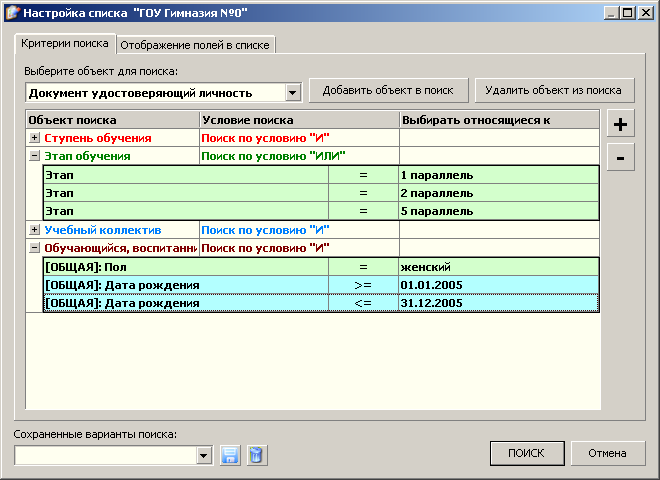 Настройка списка "ГОУ Гимназия №0"
Критерии поиска Отображение полей в списке
Выберите объект для поиска:
Документ удостоверяющий личность Добавить объект в поиск Удалить объект из поиска
Объект поиска Условие поиска Выбирать относящиеся к
+
Ступень обучения Поиск по условию "И"
Этап обучения Поиск по условию "ИЛИ"
-
Этап = 1 параллель
Этап = 2 параллель
Этап = 5 параллель
Учебный коллектив Поиск по условию "И"
Обучающийся, воспитанни Поиск по условию "И"
[ОБЩАЯ]: Пол = женский
[ОБЩАЯ]: Дата рождения >= 01.01.2005
[ОБЩАЯ]: Дата рождения <= 31.12.2005
Сохраненные варианты поиска:
ПОИСК Отмена